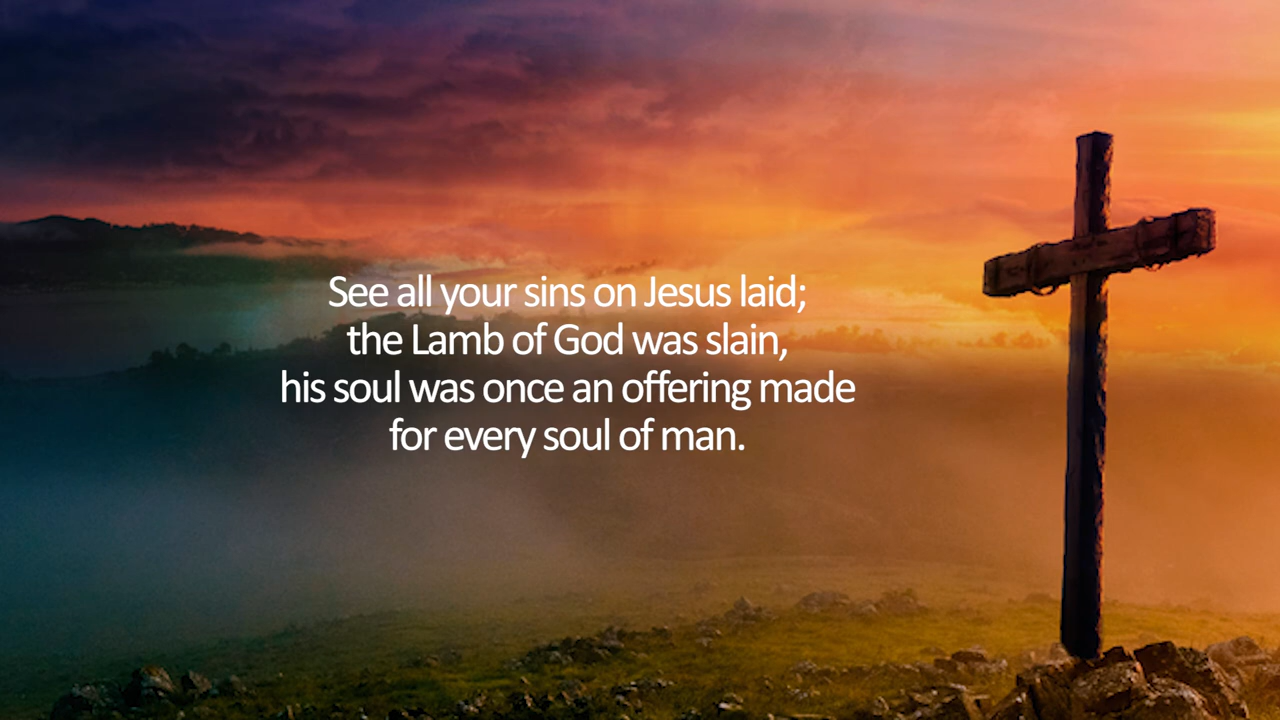 See all your sins on Jesus laid;
the Lamb of God was slain,
his soul was once an offering made
for every soul of man.